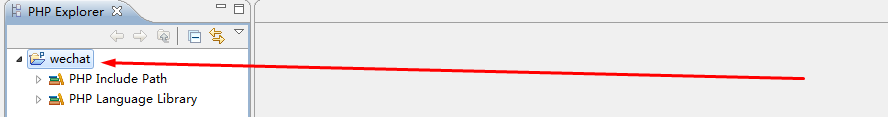 PHP Explorer
wechat
PHP Include Path
PHP Language Library